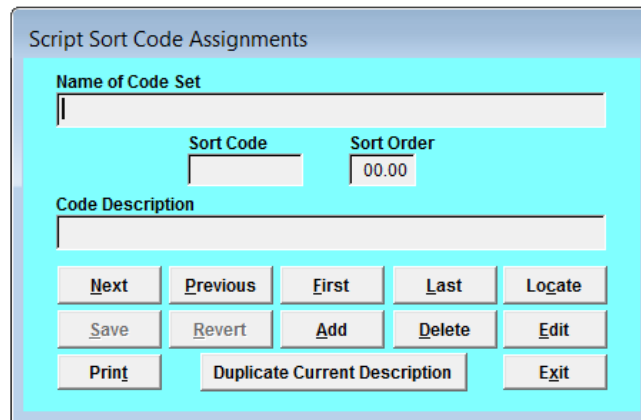 Script Sort Code Assignments
Name of Code Set
Sort Code Sort Order
00.00
Code Description
Next Previous First Last Locate
Save Revert Add Delete Edit
Print Duplicate Current Description Exit